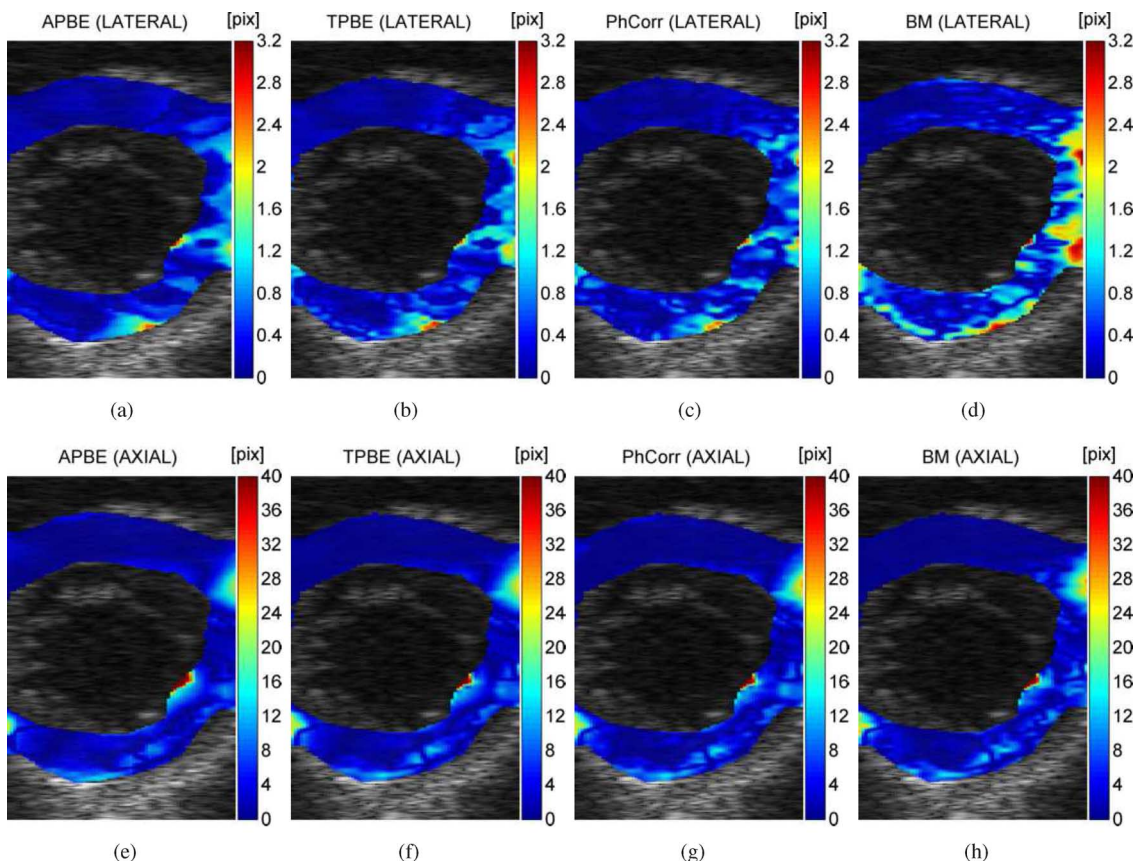 APBE (LATERAL) [pix] TPBE (LATERAL) [pix] PhCorr (LATERAL) [pix] BM (LATERAL) [pix]
3.2 3.2 3.2 3.2
2.8 2.8 2.8 2.8
2.4 2.4 2.4 2.4
2 2 2 2
1.6 1.6 1.6 1.6
1.2 1.2 1.2 1.2
0.8 0.8 0.8 0.8
0.4 0.4 0.4 0.4
0 0 0 0
(a) (b) (c) (d)
APBE (AXIAL) [pix] TPBE (AXIAL) [pix] PhCorr (AXIAL) [pix] BM (AXIAL) [pix]
40 40 40 40
36 36 36 36
32 32 32 32
28 28 28 28
24 24 24 24
20 20 20 20
16 16 16 16
12 12 12 12
8 8 8 8
4 4 4 4
0 0 0 0
(e) (f) (g) (h)